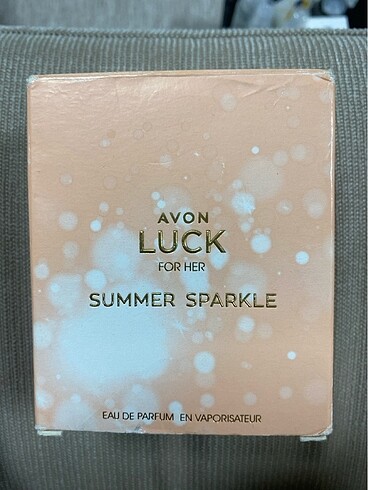 AVON
LUCK
FOR HER
SUMMER SPARKLE
EAU DE PARFUM EN VAPORISATEUR